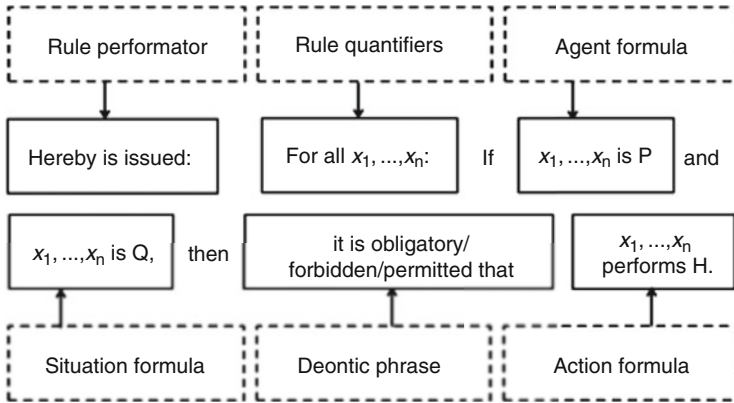 Rule performator Rule quantifiers Agent formula
Hereby is issued: For all x₁, ...,xₙ: If x₁, ...,xₙ is P and
x₁, ...,xₙ is Q, then it is obligatory/
forbidden/permitted that x₁, ...,xₙ
performs H.
Situation formula Deontic phrase Action formula